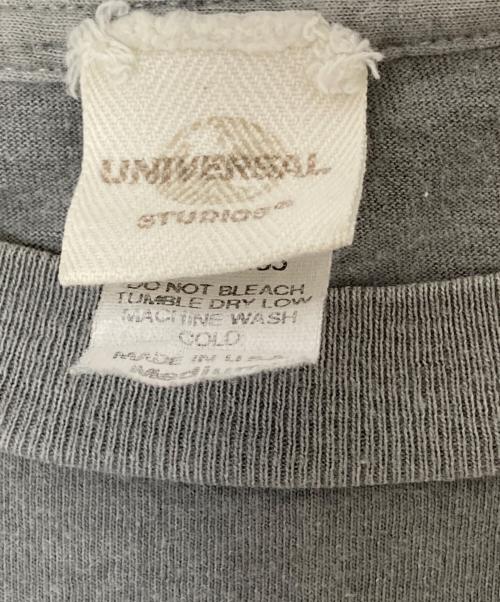 UNIVERSAL
STUDIOS
DO NOT BLEACH
TUMBLE DRY LOW
MACHINE WASH
COLD
MADE IN U.S.A.
Medium